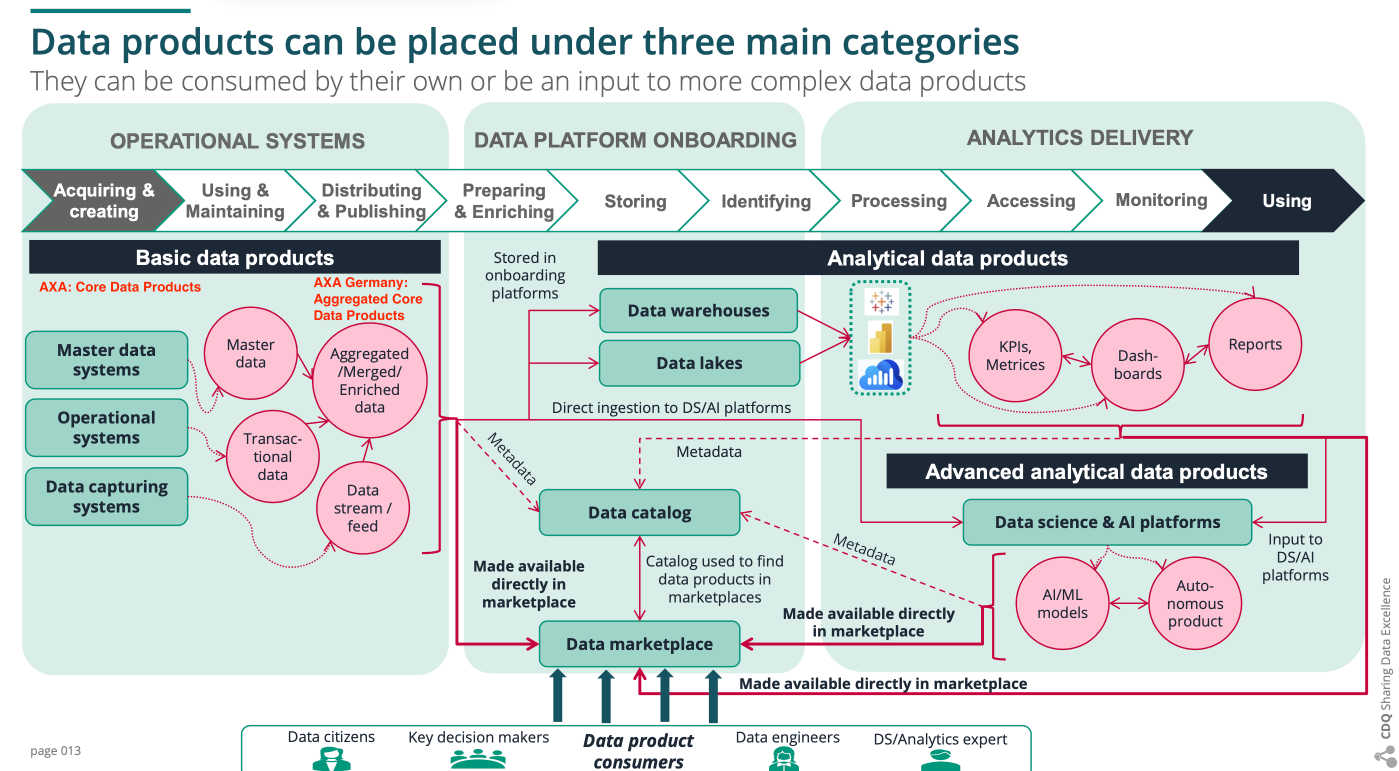 Data products can be placed under three main categories
They can be consumed by their own or be an input to more complex data products
OPERATIONAL SYSTEMS
DATA PLATFORM ONBOARDING
ANALYTICS DELIVERY
Acquiring &
creating
Using &
Maintaining
Distributing
& Publishing
Preparing
& Enriching
Storing
Identifying
Processing
Accessing
Monitoring
Using
Basic data products
AXA: Core Data Products
AXA Germany:
Aggregated Core
Data Products
Master data
systems
Operational
systems
Data capturing
systems
Master
data
Transac-
tional
data
Aggregated
/Merged/
Enriched
data
Data
stream /
feed
Stored in
onboarding
platforms
Analytical data products
Data warehouses
Data lakes
Direct ingestion to DS/AI platforms
KPIs,
Metrices
Dash-
boards
Reports
Metadata
Metadata
Data catalog
Made available
directly in
marketplace
Catalog used to find
data products in
marketplaces
Data marketplace
Metadata
Made available directly
in marketplace
Advanced analytical data products
Data science & AI platforms
AI/ML
models
Auto-
nomous
product
Input to
DS/AI
platforms
Made available directly in marketplace
Data citizens
Key decision makers
Data product
consumers
Data engineers
DS/Analytics expert
page 013
CDQ Sharing Data Excellence